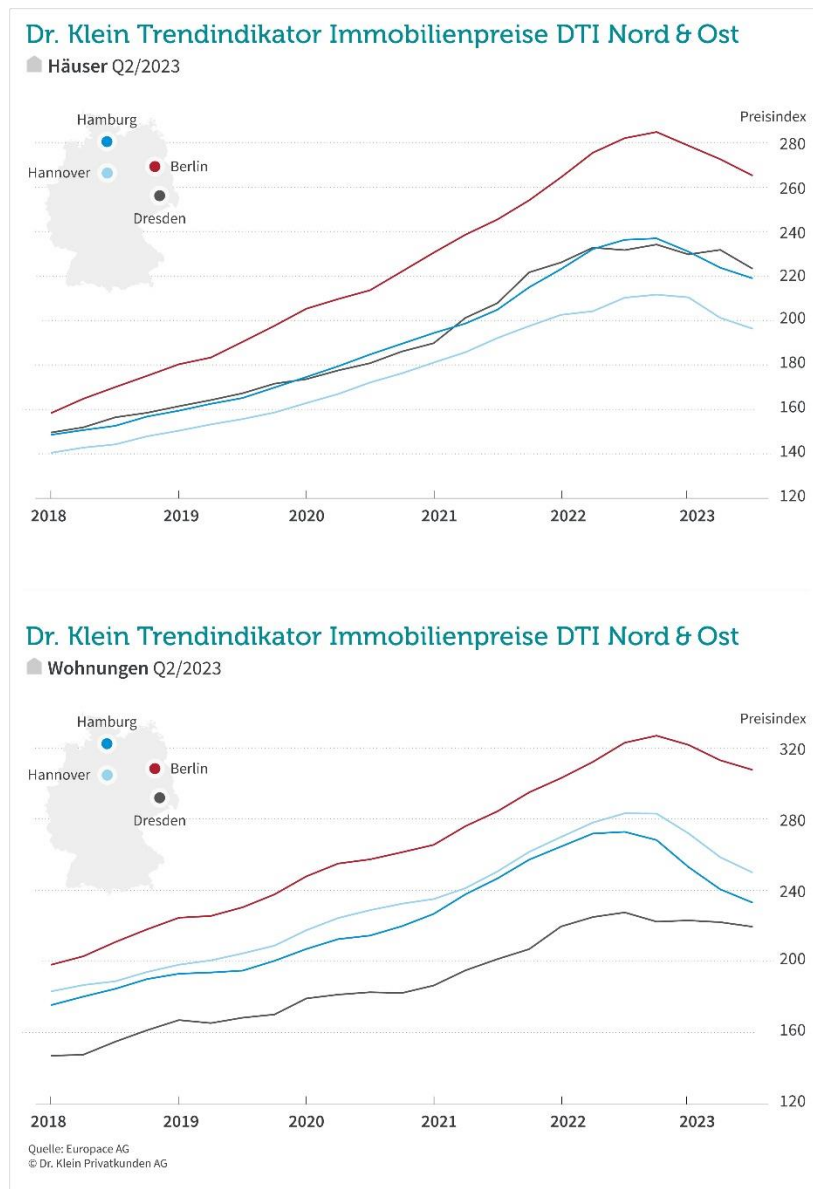 Dr. Klein Trendindikator Immobilienpreise DTI Nord & Ost
Häuser Q2/2023
Preisindex
Hamburg
Hannover
Berlin
Dresden
280
260
240
220
200
180
160
140
120
2018 2019 2020 2021 2022 2023
Dr. Klein Trendindikator Immobilienpreise DTI Nord & Ost
Wohnungen Q2/2023
Preisindex
Hamburg
Hannover
Berlin
Dresden
320
280
240
200
160
120
2018 2019 2020 2021 2022 2023
Quelle: Europace AG
© Dr. Klein Privatkunden AG